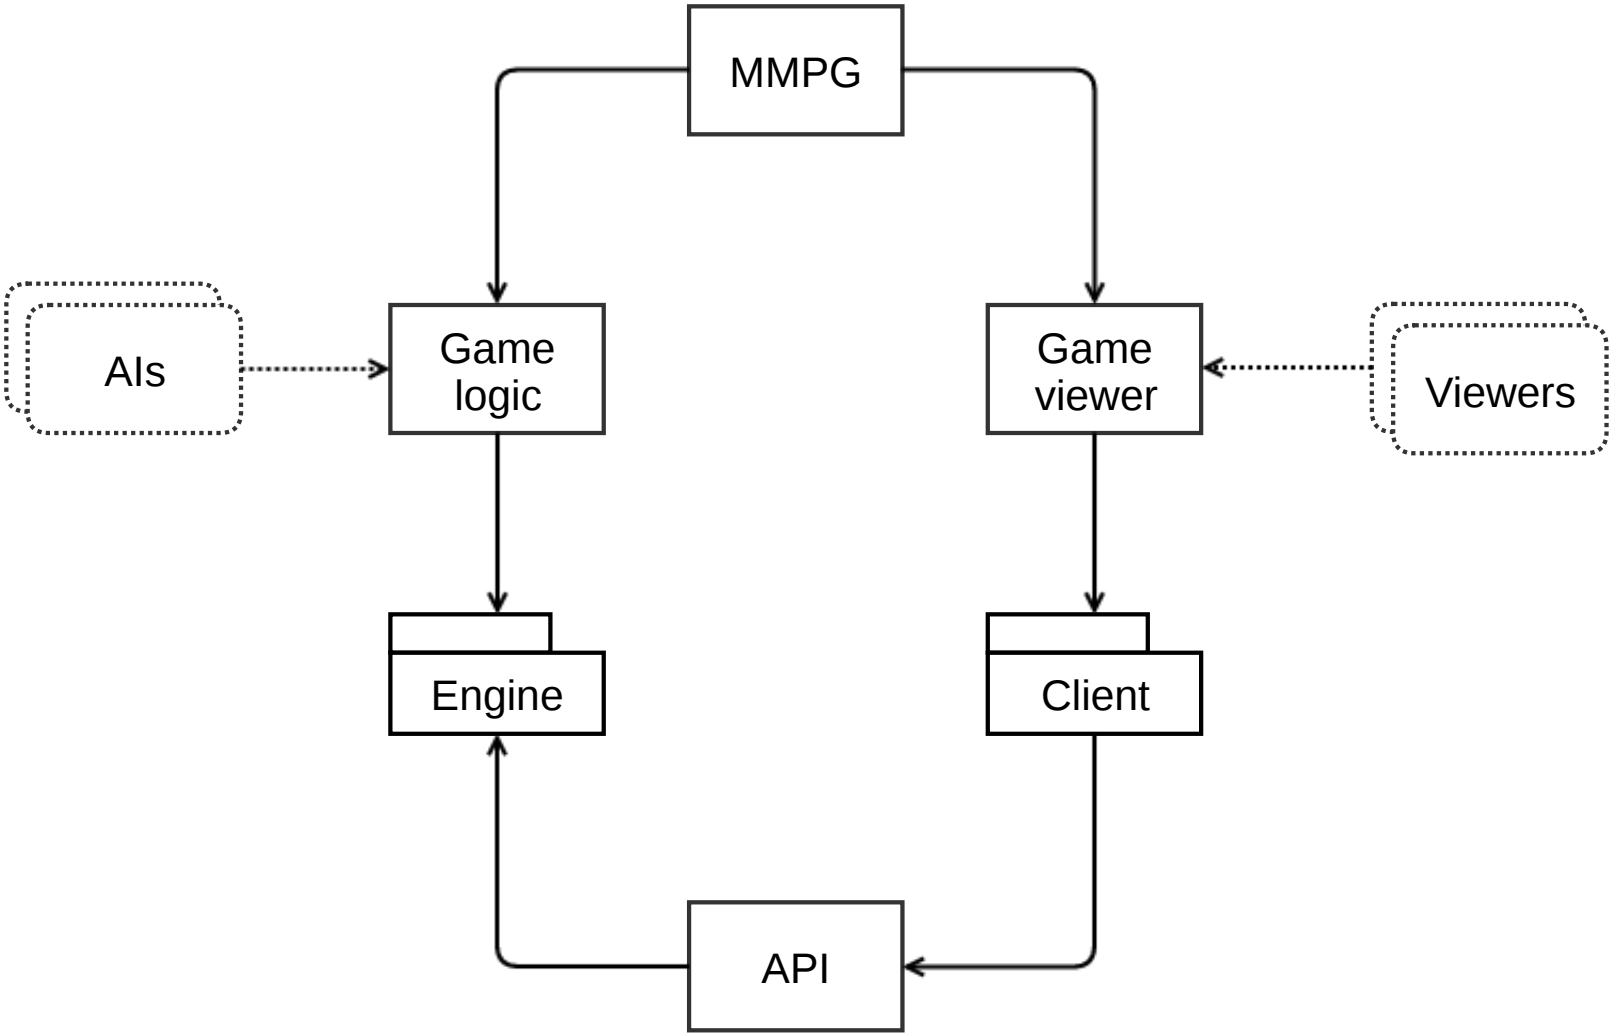 MMPG
AIs
Game
logic
Game
viewer
Viewers
Engine
Client
API